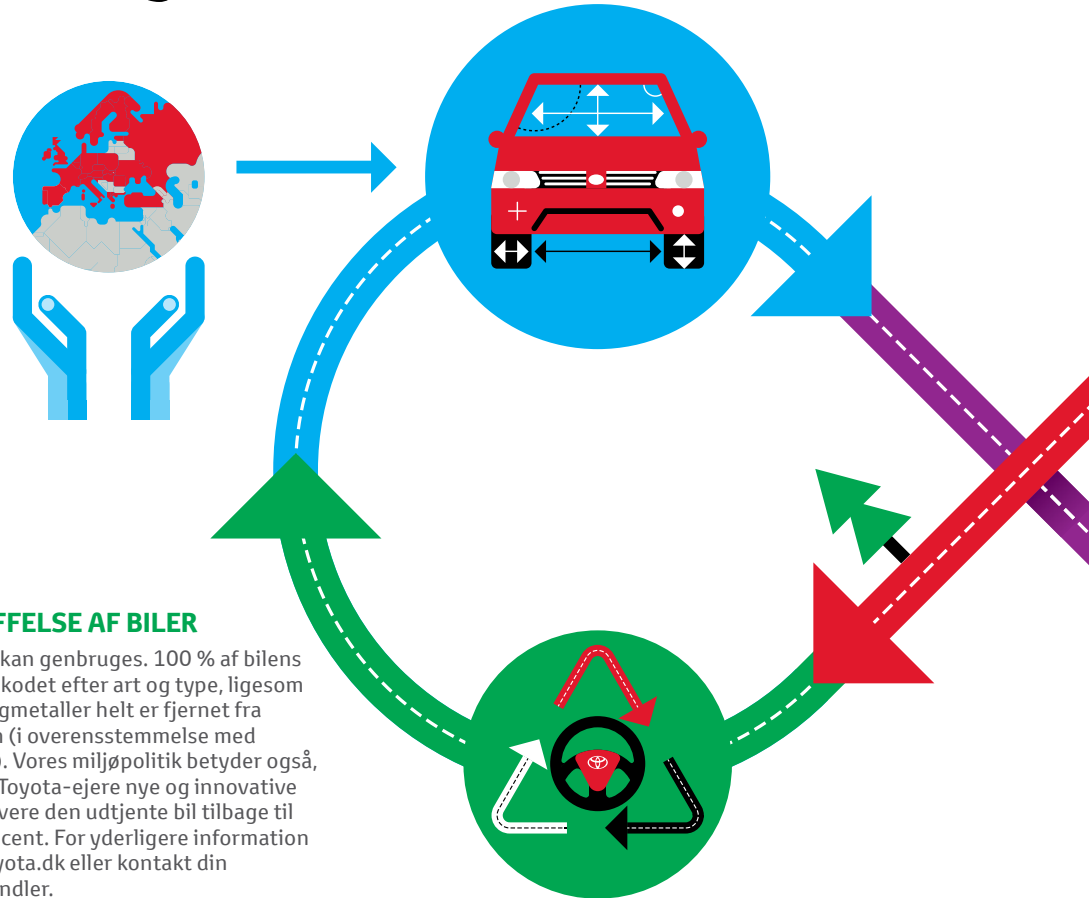 FFELSE AF BILER
kan genbruges. 100 % af bilens
kodet efter art og type, ligesom
gmetaller helt er fjernet fra
(i overensstemmelse med
. Vores miljøpolitik betyder også,
Toyota-ejere nye og innovative
vere den udtjente bil tilbage til
cent. For yderligere information
yota.dk eller kontakt din
ndler.